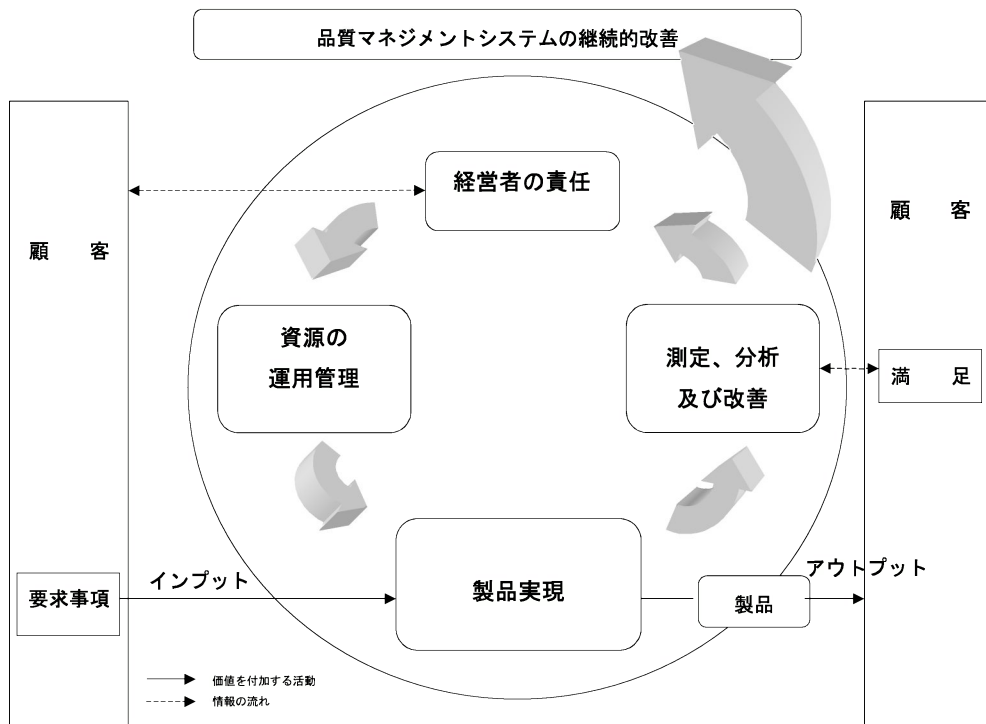 品質マネジメントシステムの継続的改善
経営者の責任
顧　　客
顧　　客
資源の
運用管理
測定、分析
及び改善
満　　足
要求事項
インプット
製品実現
製品
アウトプット
価値を付加する活動
情報の流れ